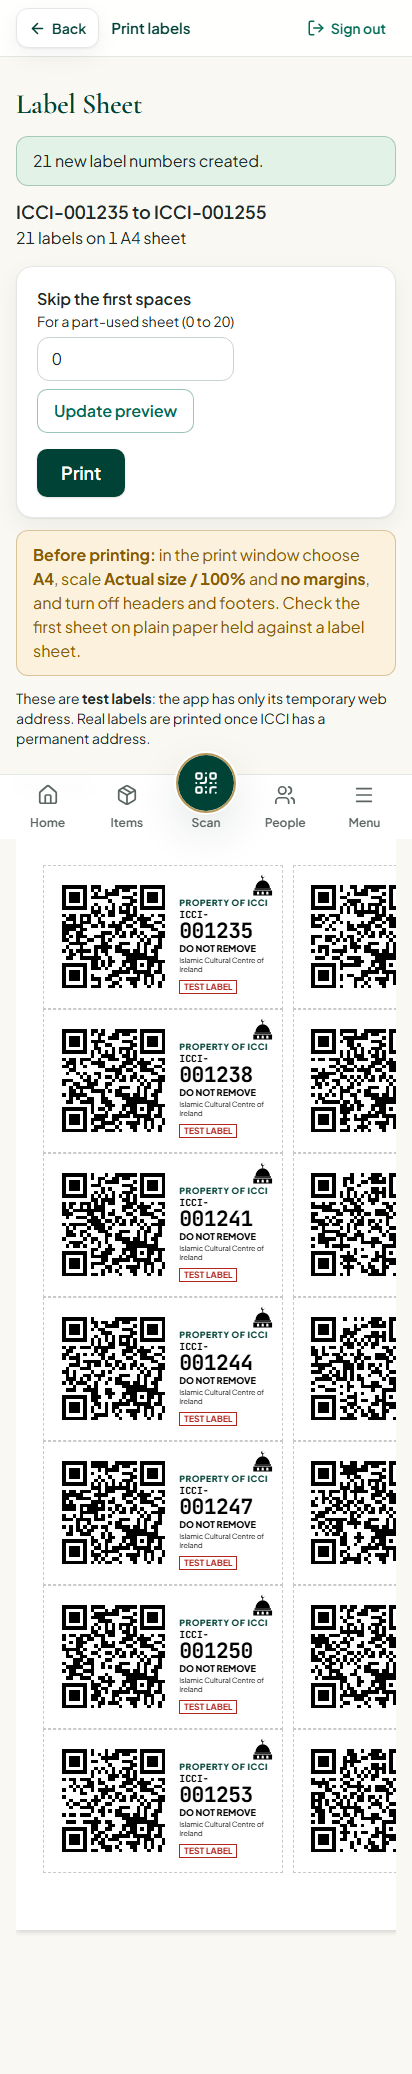 Back
Print labels
Sign out
Label Sheet
21 new label numbers created.
ICCI-001235 to ICCI-001255
21 labels on 1 A4 sheet
Skip the first spaces
For a part-used sheet (0 to 20)
0
Update preview
Print
Before printing: in the print window choose
A4, scale Actual size / 100% and no margins,
and turn off headers and footers. Check the
first sheet on plain paper held against a label
sheet.
These are test labels: the app has only its temporary web
address. Real labels are printed once ICCI has a
permanent address.
Home
Items
Scan
People
Menu
PROPERTY OF ICCI
ICCI-
001235
DO NOT REMOVE
Islamic Cultural Centre of
Ireland
TEST LABEL
PROPERTY OF ICCI
ICCI-
001238
DO NOT REMOVE
Islamic Cultural Centre of
Ireland
TEST LABEL
PROPERTY OF ICCI
ICCI-
001241
DO NOT REMOVE
Islamic Cultural Centre of
Ireland
TEST LABEL
PROPERTY OF ICCI
ICCI-
001244
DO NOT REMOVE
Islamic Cultural Centre of
Ireland
TEST LABEL
PROPERTY OF ICCI
ICCI-
001247
DO NOT REMOVE
Islamic Cultural Centre of
Ireland
TEST LABEL
PROPERTY OF ICCI
ICCI-
001250
DO NOT REMOVE
Islamic Cultural Centre of
Ireland
TEST LABEL
PROPERTY OF ICCI
ICCI-
001253
DO NOT REMOVE
Islamic Cultural Centre of
Ireland
TEST LABEL